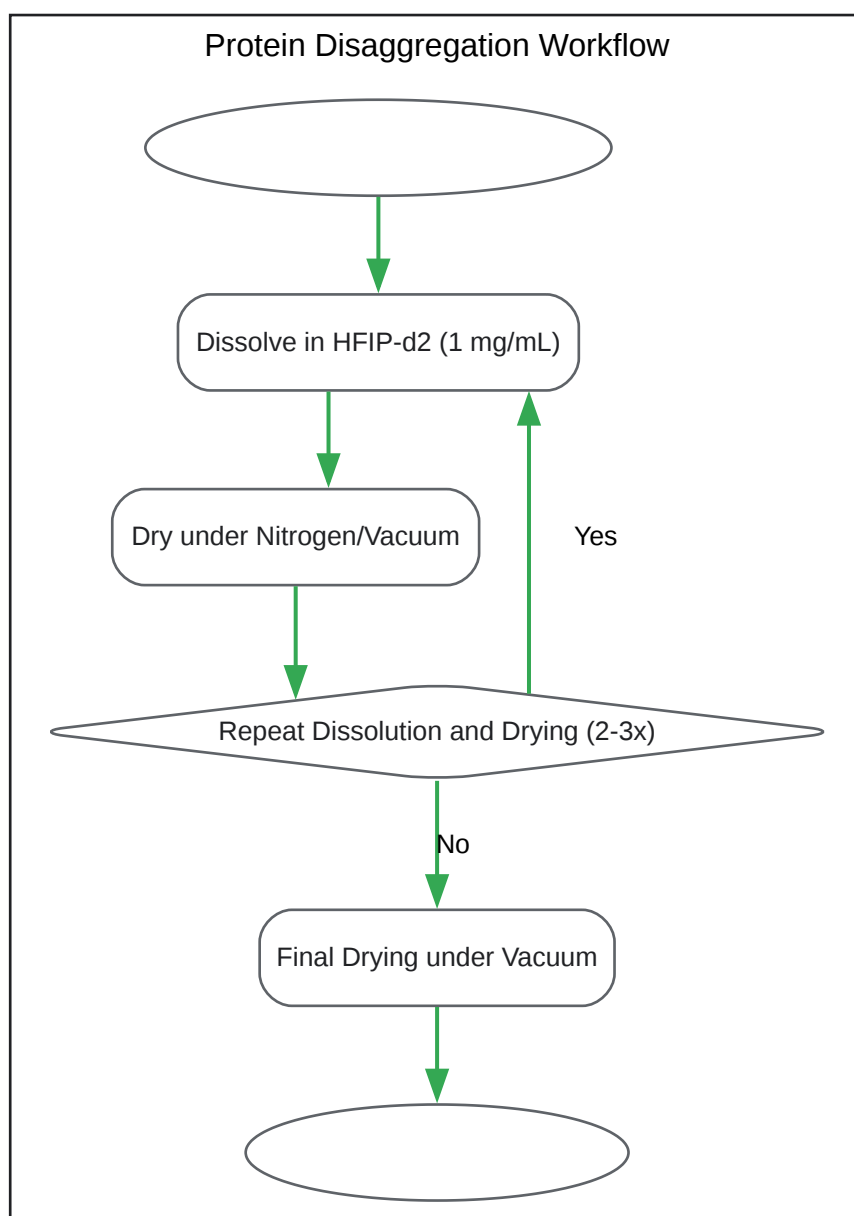 Protein Disaggregation Workflow
Dissolve in HFIP-d2 (1 mg/mL)
Dry under Nitrogen/Vacuum
Yes
Repeat Dissolution and Drying (2-3x)
No
Final Drying under Vacuum